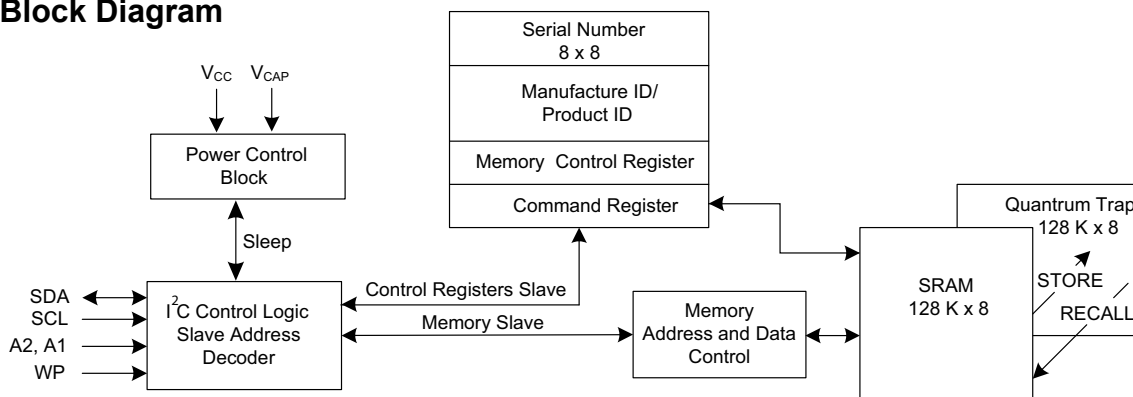 Block Diagram
Serial Number
8 x 8
Manufacture ID/
Product ID
Memory Control Register
Command Register
VCC VCAP
Power Control
Block
Sleep
SDA
SCL
A2, A1
WP
I2C Control Logic
Slave Address
Decoder
Control Registers Slave
Memory Slave
Memory
Address and Data
Control
SRAM
128 K x 8
Quantum Trap
128 K x 8
STORE
RECALL